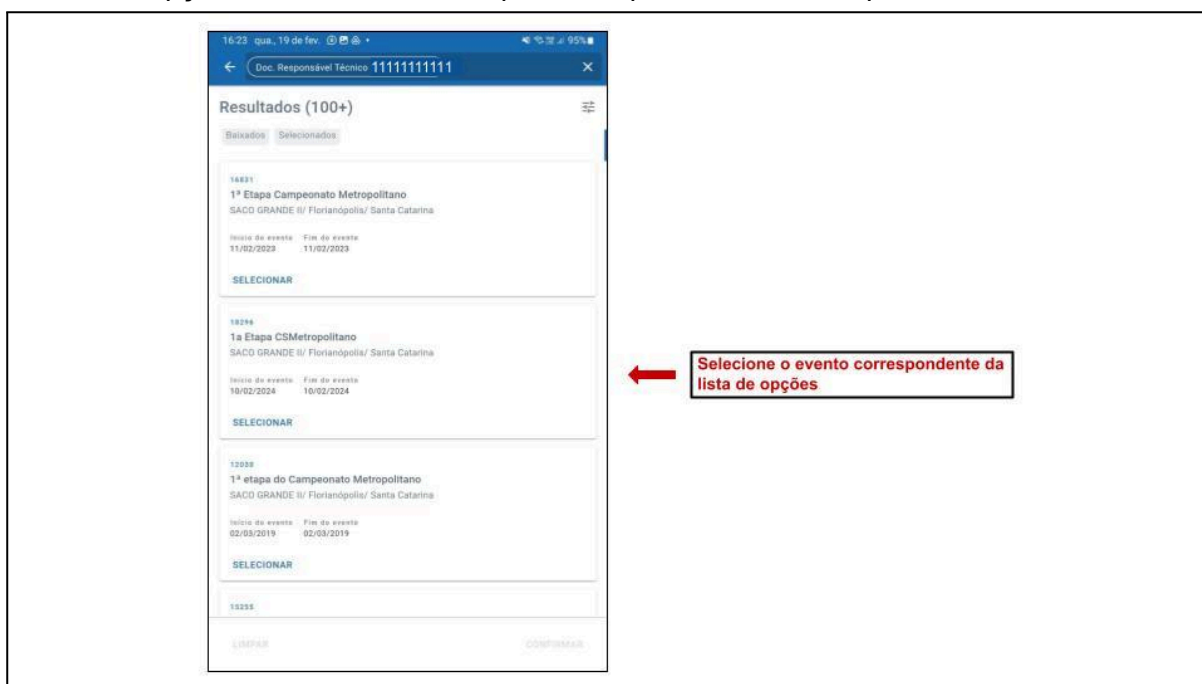 16:23 qua., 19 de fev.
95%
Doc. Responsável Técnico 11111111111
Resultados (100+)
Baixados Selecionados
16831
1ª Etapa Campeonato Metropolitano
SACO GRANDE II/ Florianópolis/ Santa Catarina
Início do evento Fim do evento
11/02/2023 11/02/2023
SELECIONAR
18296
1a Etapa CSMetropolitano
SACO GRANDE II/ Florianópolis/ Santa Catarina
Início do evento Fim do evento
10/02/2024 10/02/2024
SELECIONAR
Selecione o evento correspondente da
lista de opções
1ª etapa do Campeonato Metropolitano
SACO GRANDE II/ Florianópolis/ Santa Catarina
Início do evento Fim do evento
02/03/2019 02/03/2019
SELECIONAR
LIMPAR CONFIRMAR